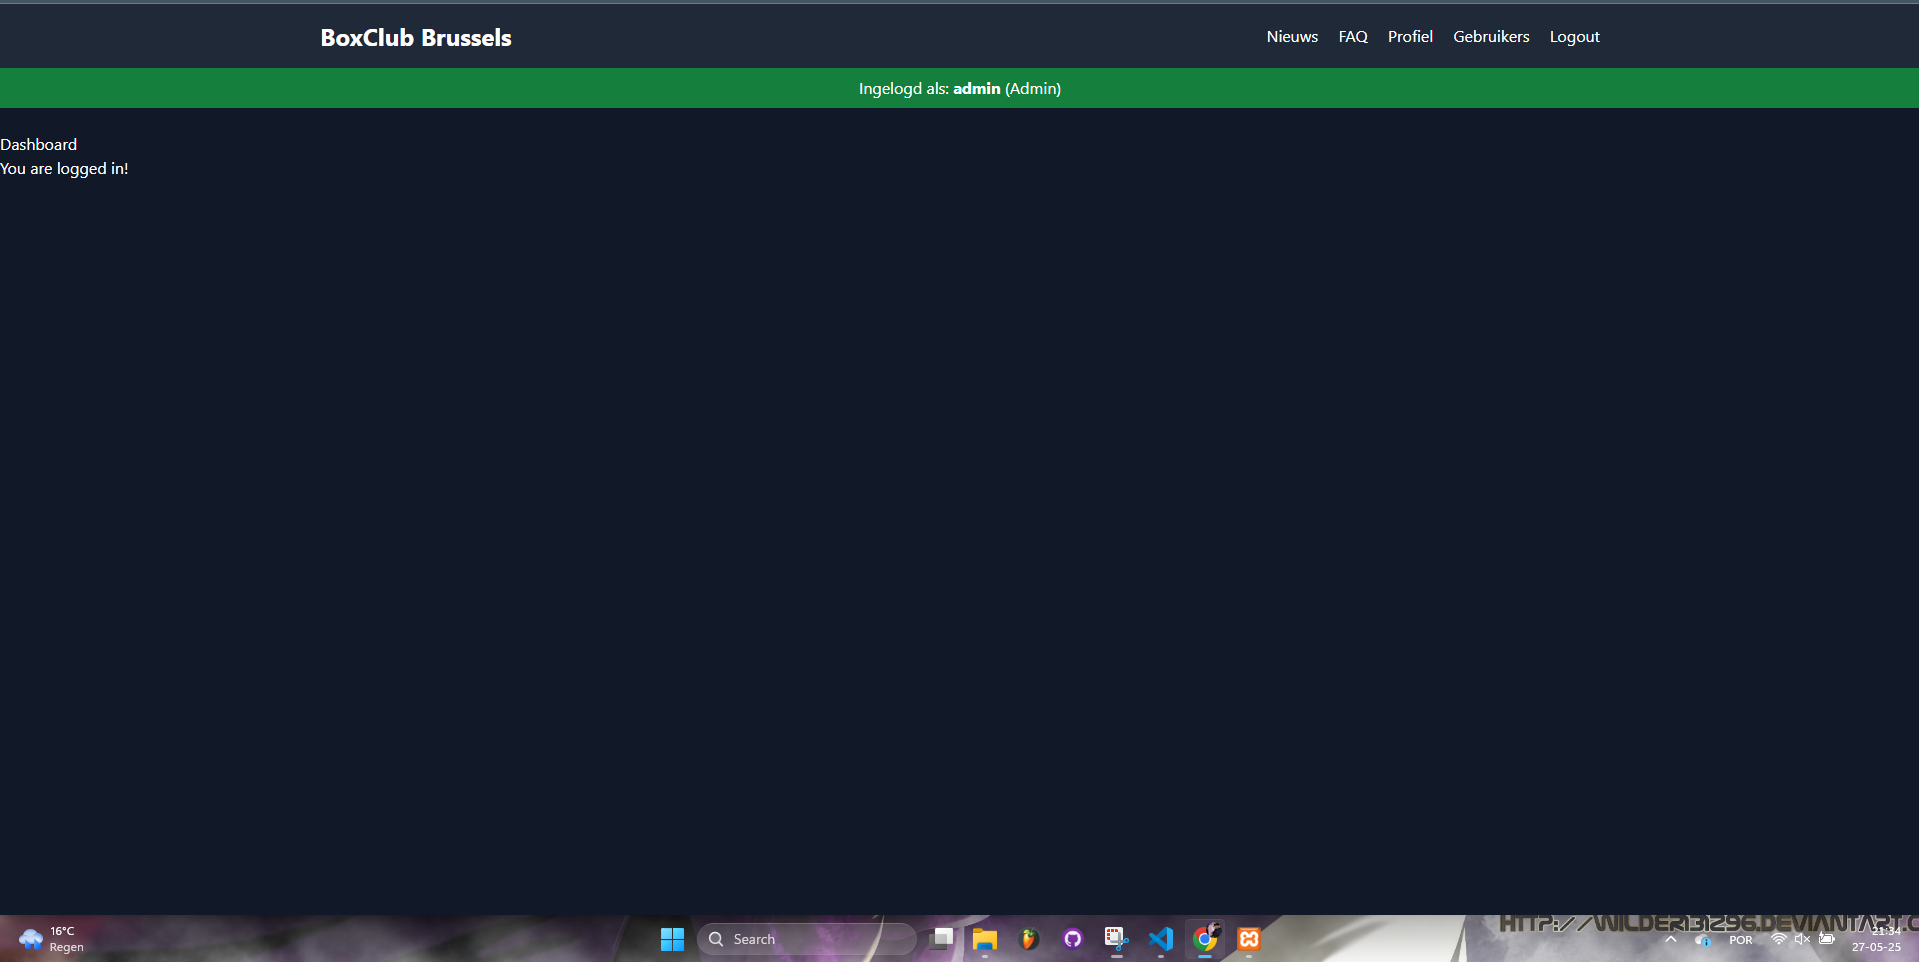 BoxClub Brussels
Nieuws FAQ Profiel Gebruikers Logout
Ingelogd als: admin (Admin)
Dashboard
You are logged in!
HTTP://WILDER131296.DEVIANTART.C
16°C
Regen
Search
POR
21:34
27-05-25